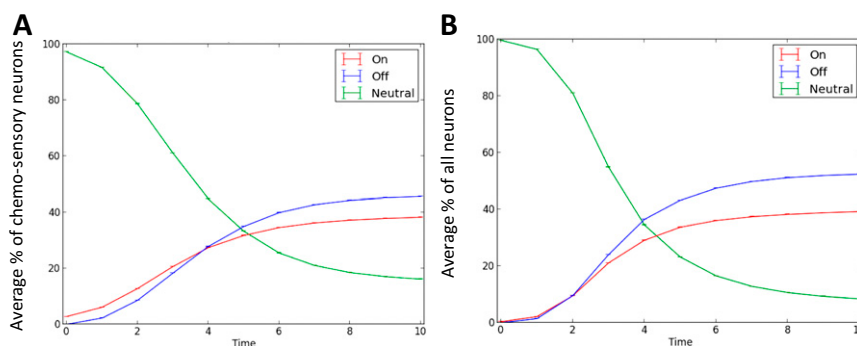 A
B
100
80
60
40
20
0
0 2 4 6 8 10
Time
Average % of chemo-sensory neurons
On
Off
Neutral
100
80
60
40
20
0
0 2 4 6 8
Time
Average % of all neurons
On
Off
Neutral